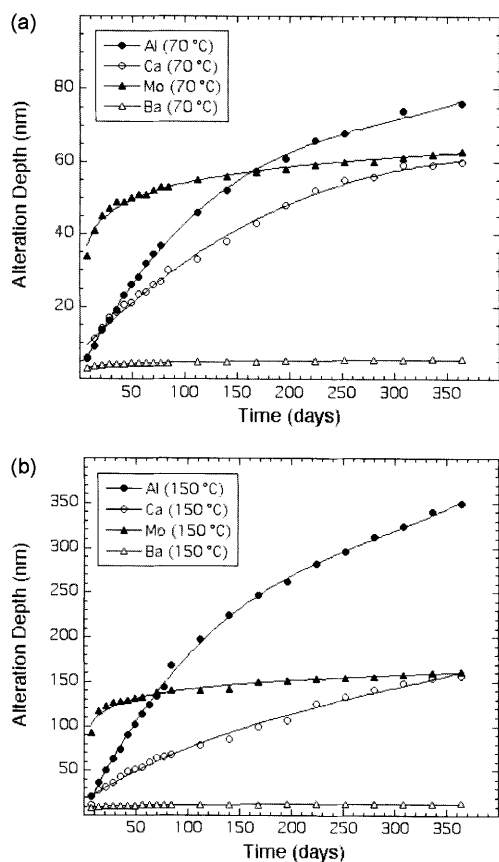 (a)
Al (70 °C)
Ca (70 °C)
Mo (70 °C)
Ba (70 °C)
80
60
40
20
Alteration Depth (nm)
50 100 150 200 250 300 350
Time (days)
(b)
Al (150 °C)
Ca (150 °C)
Mo (150 °C)
Ba (150 °C)
350
300
250
200
150
100
50
Alteration Depth (nm)
50 100 150 200 250 300 350
Time (days)